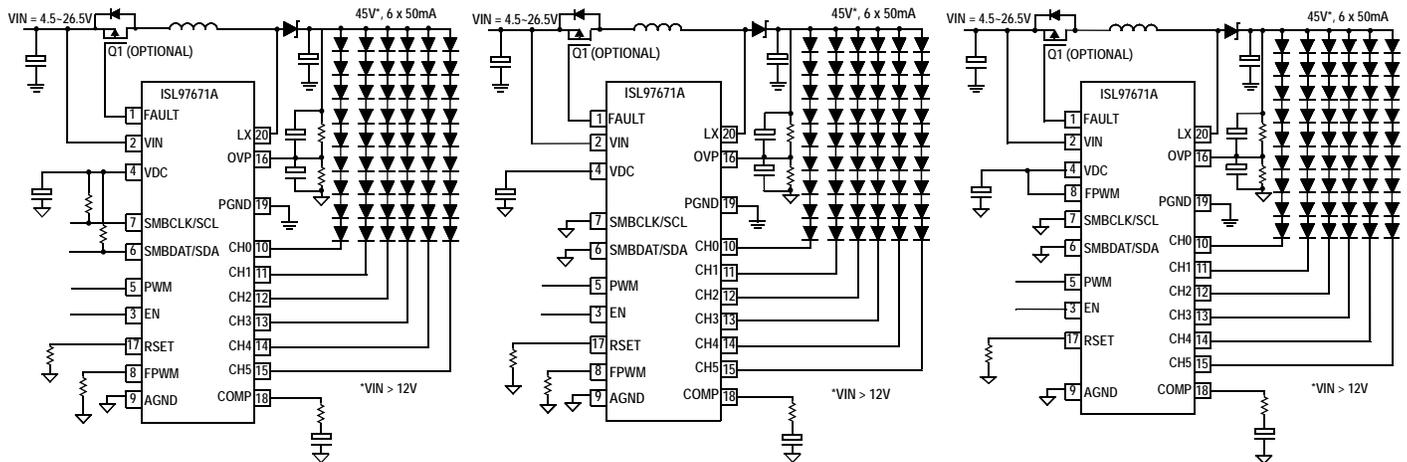 VIN = 4.5~26.5V
45V*, 6 x 50mA
Q1 (OPTIONAL)
ISL97671A
1 FAULT
LX 20
2 VIN
OVP 16
4 VDC
PGND 19
7 SMBCLK/SCL
6 SMBDAT/SDA
CH0 10
CH1 11
5 PWM
CH2 12
3 EN
CH3 13
17 RSET
CH4 14
8 FPWM
CH5 15
*VIN > 12V
9 AGND
COMP 18
VIN = 4.5~26.5V
45V*, 6 x 50mA
Q1 (OPTIONAL)
ISL97671A
1 FAULT
LX 20
2 VIN
OVP 16
4 VDC
PGND 19
7 SMBCLK/SCL
6 SMBDAT/SDA
CH0 10
CH1 11
5 PWM
CH2 12
3 EN
CH3 13
17 RSET
CH4 14
8 FPWM
CH5 15
*VIN > 12V
9 AGND
COMP 18
VIN = 4.5~26.5V
45V*, 6 x 50mA
Q1 (OPTIONAL)
ISL97671A
1 FAULT
LX 20
2 VIN
OVP 16
4 VDC
8 FPWM
PGND 19
7 SMBCLK/SCL
6 SMBDAT/SDA
CH0 10
CH1 11
5 PWM
CH2 12
3 EN
CH3 13
17 RSET
CH4 14
CH5 15
9 AGND
COMP 18
*VIN > 12V